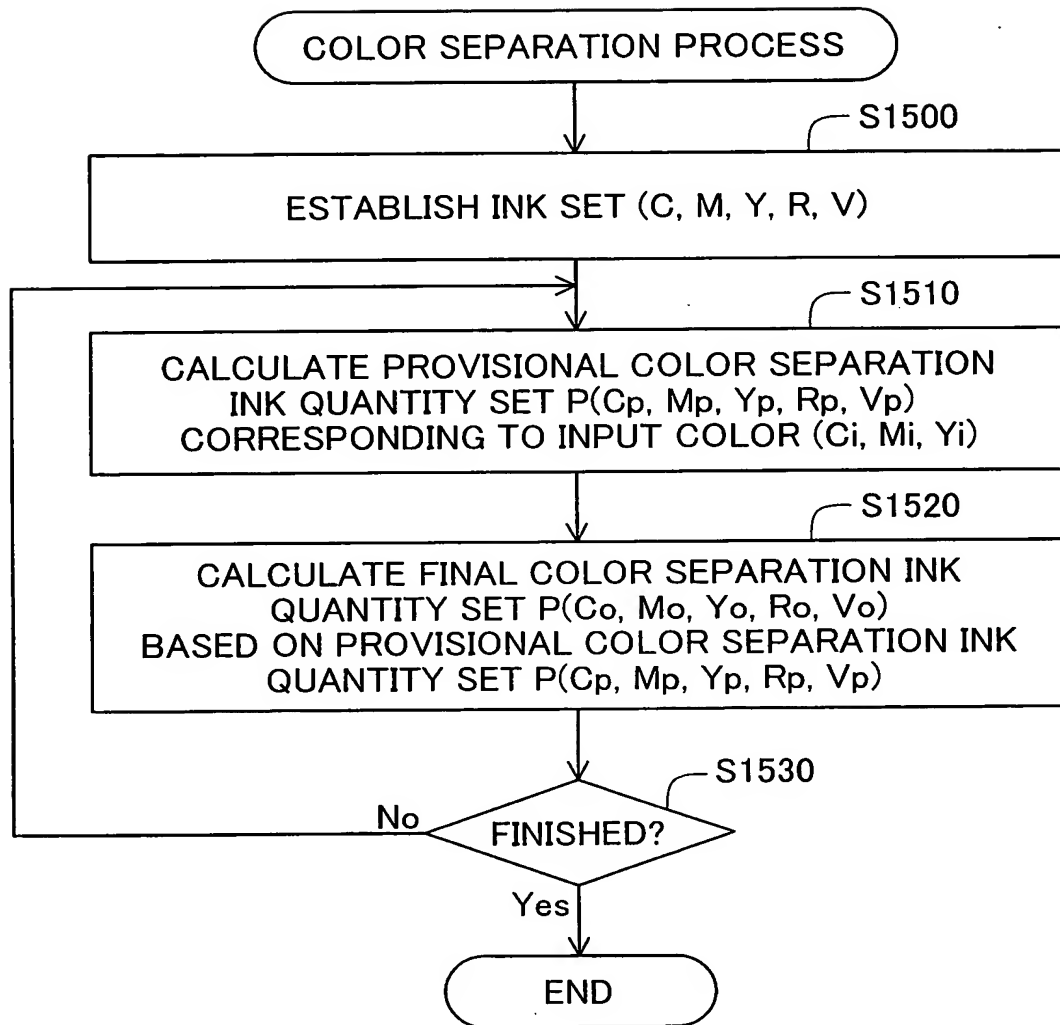 COLOR SEPARATION PROCESS
S1500
ESTABLISH INK SET (C, M, Y, R, V)
S1510
CALCULATE PROVISIONAL COLOR SEPARATION
INK QUANTITY SET P(Cp, Mp, Yp, Rp, Vp)
CORRESPONDING TO INPUT COLOR (Ci, Mi, Yi)
S1520
CALCULATE FINAL COLOR SEPARATION INK
QUANTITY SET P(Co, Mo, Yo, Ro, Vo)
BASED ON PROVISIONAL COLOR SEPARATION INK
QUANTITY SET P(Cp, Mp, Yp, Rp, Vp)
S1530
No
FINISHED?
Yes
END